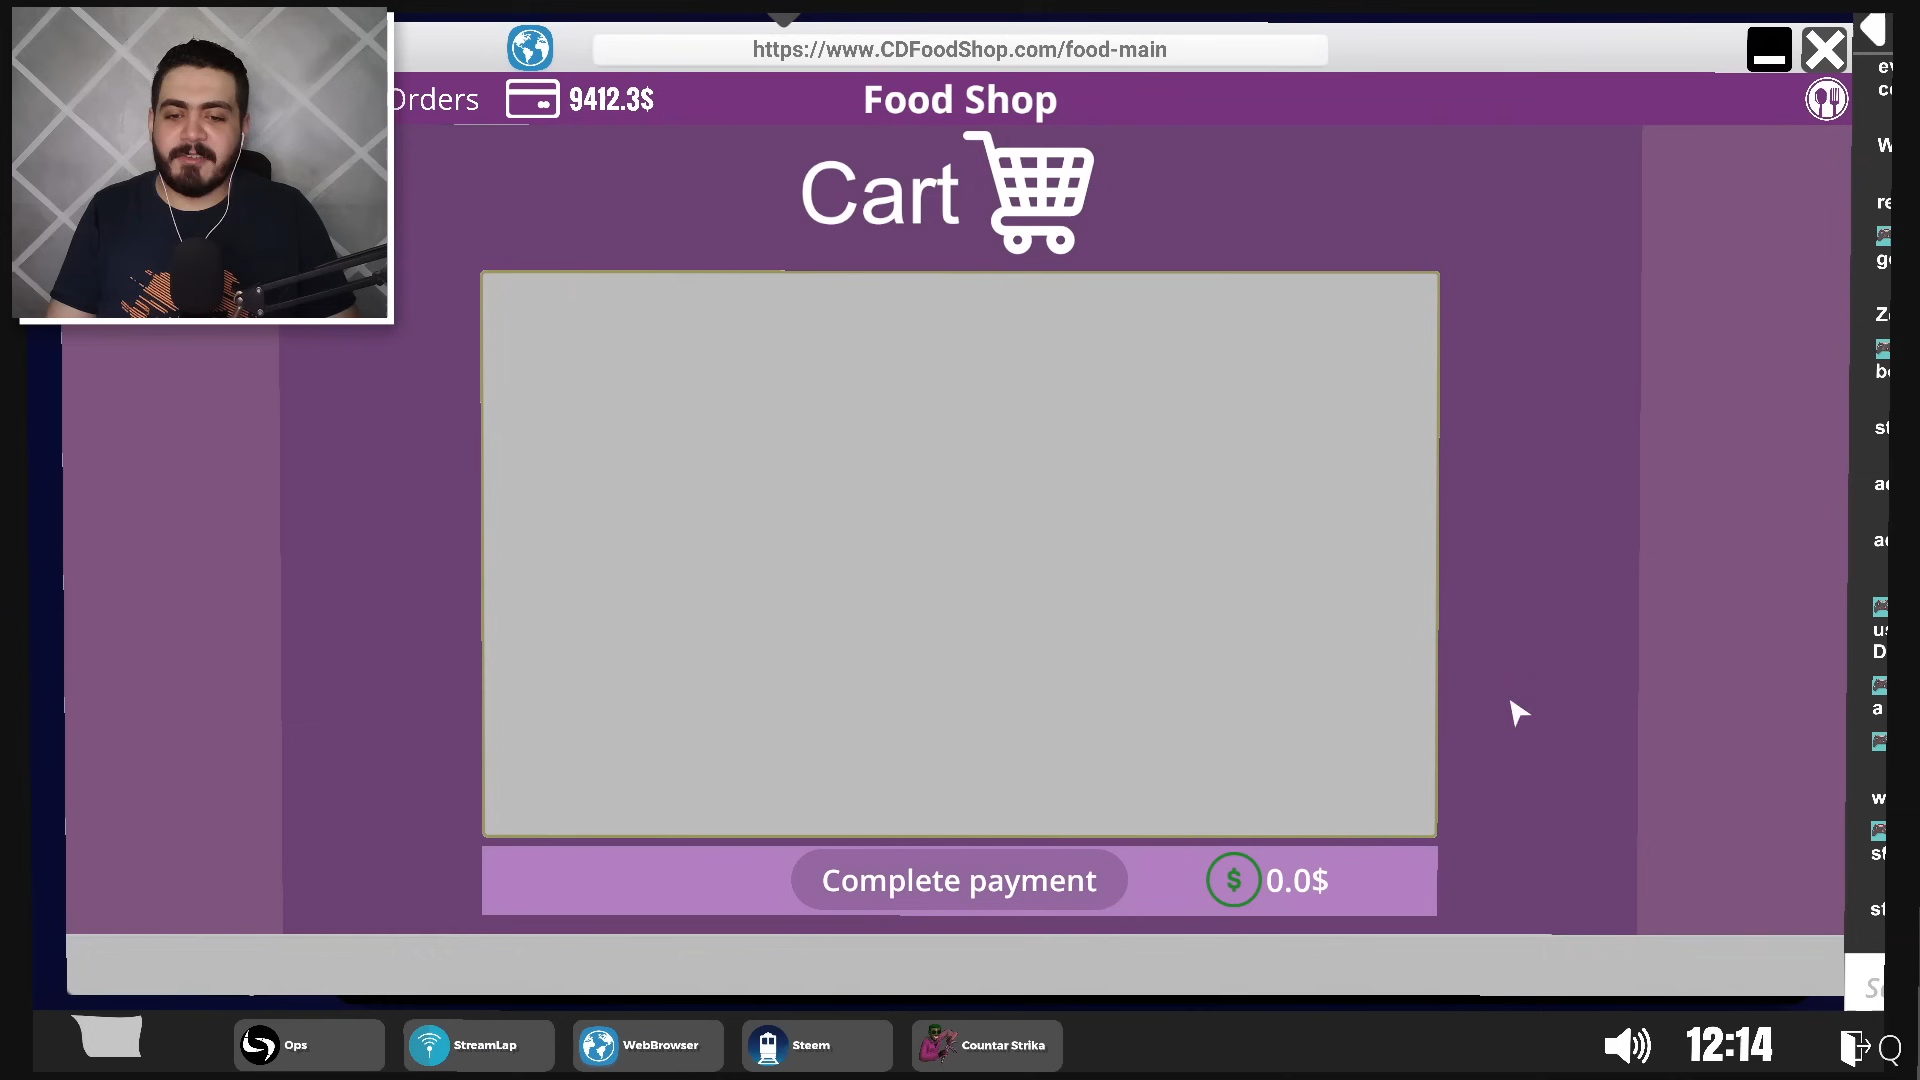 https://www.CDFoodShop.com/food-main
Orders
9412.3$
Food Shop
Cart
Complete payment
$
0.0$
Ops
StreamLap
WebBrowser
Steem
Countar Strika
12:14
Q